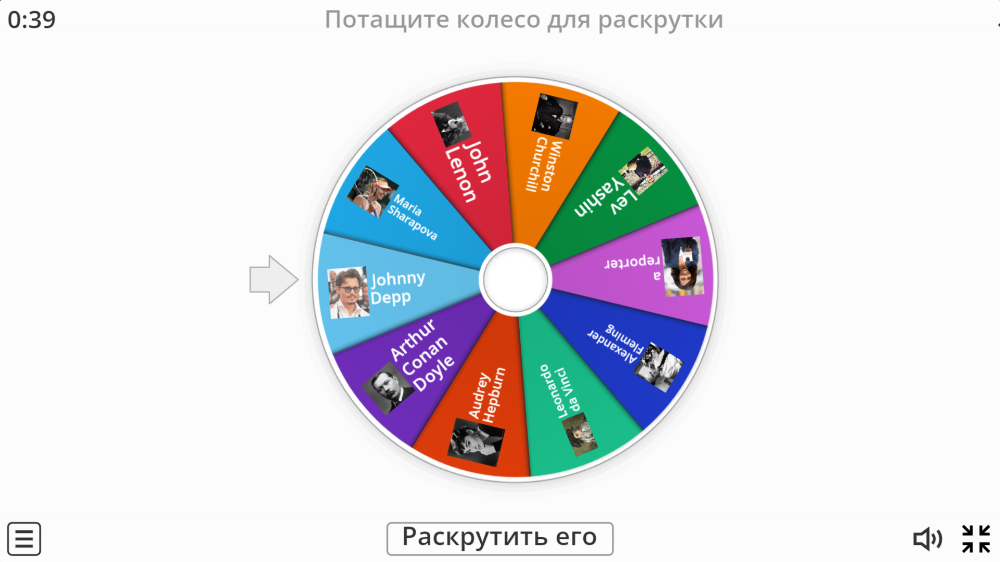 0:39
Потащите колесо для раскрутки
John
Lenon
Winston
Churchill
Lev
Yashin
a
reporter
Alexander
Fleming
Leonardo
da Vinci
Audrey
Hepburn
Arthur
Conan
Doyle
Johnny
Depp
Maria
Sharapova
Раскрутить его